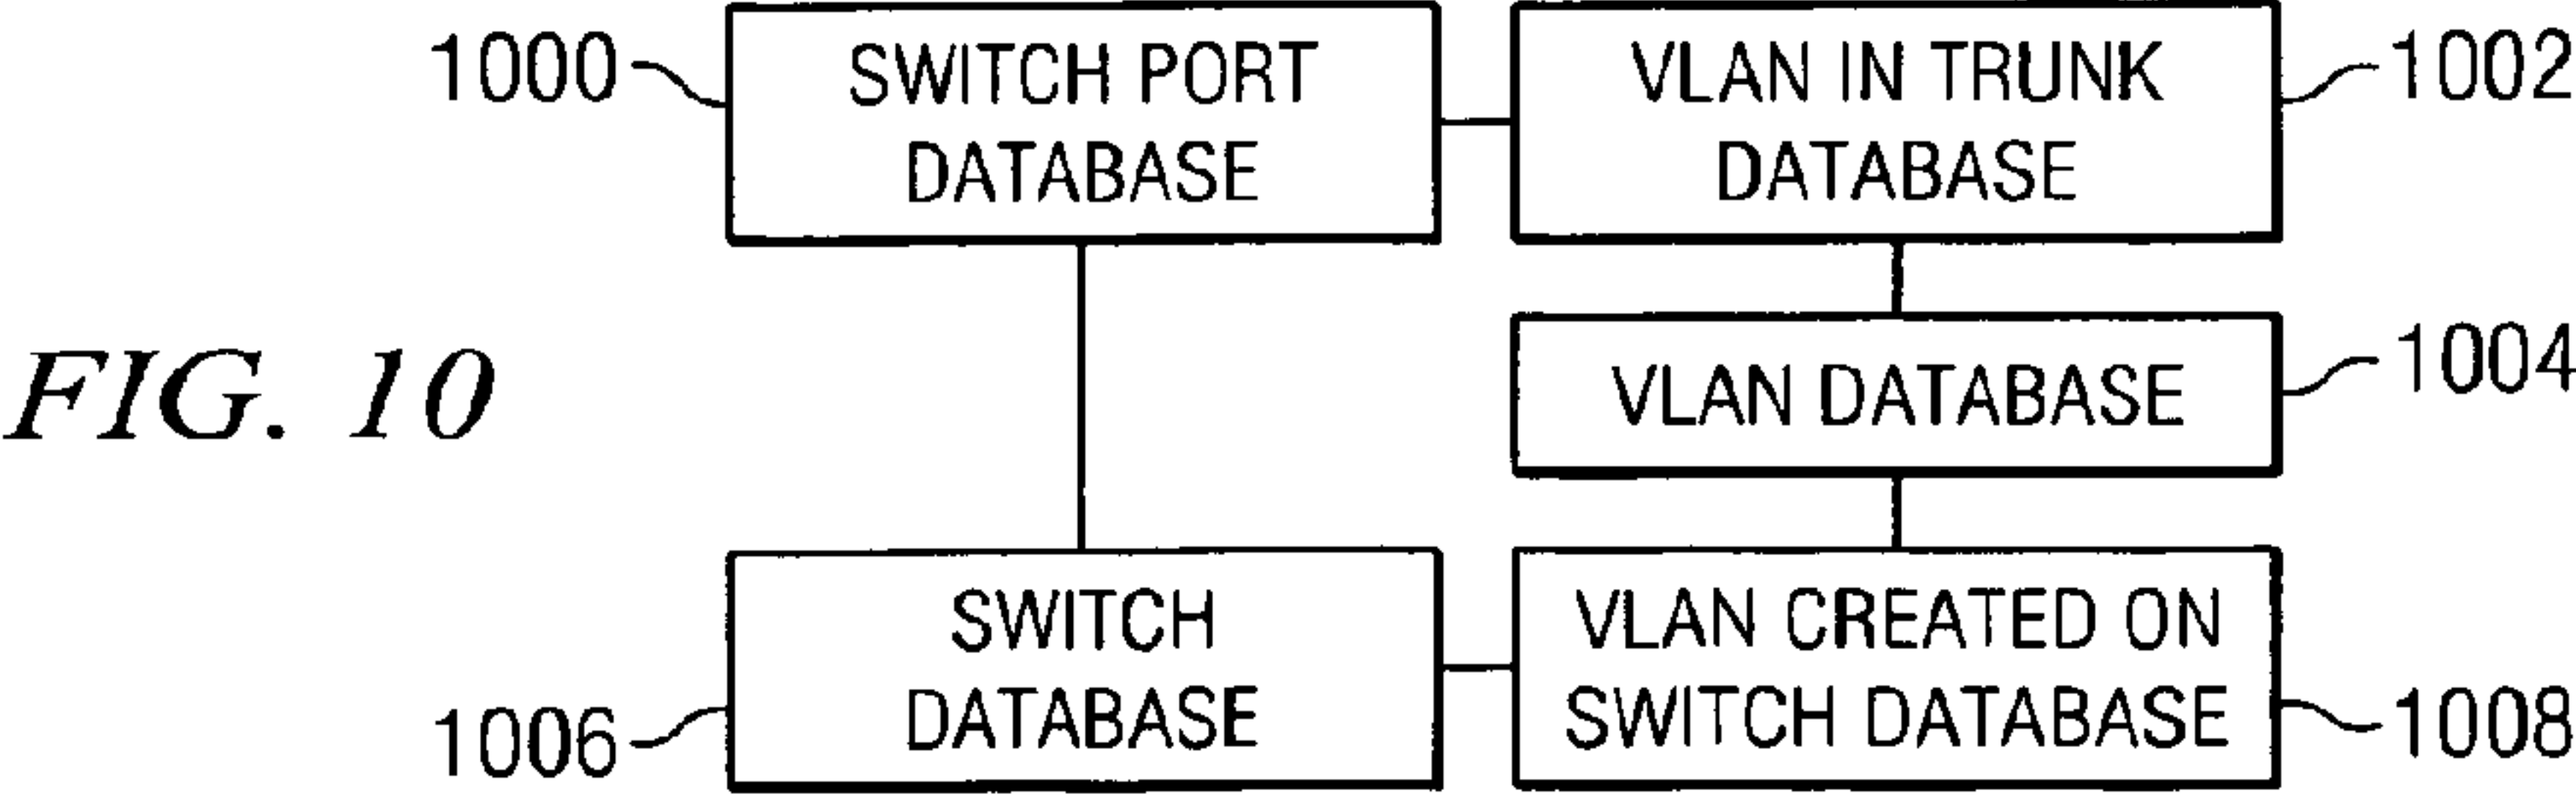 1000
SWITCH PORT
DATABASE
VLAN IN TRUNK
DATABASE
1002
FIG. 10
VLAN DATABASE
1004
1006
SWITCH
DATABASE
VLAN CREATED ON
SWITCH DATABASE
1008